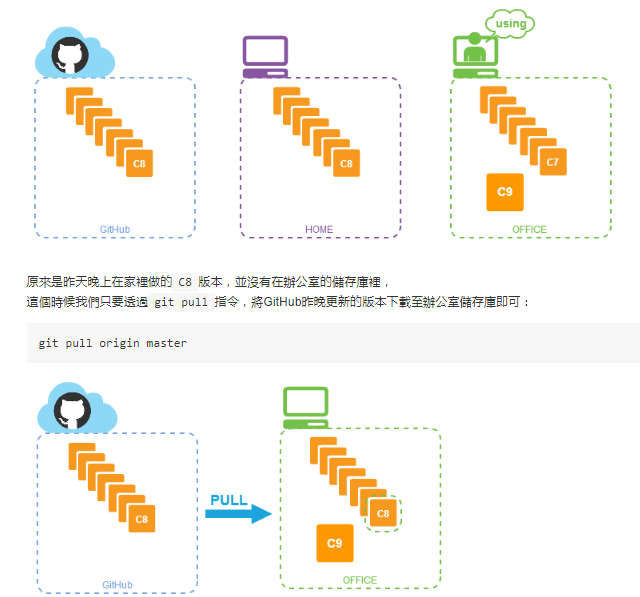 using
C8
C8
C7
C9
GitHub
HOME
OFFICE
原來是昨天晚上在家裡做的 C8 版本，並沒有在辦公室的儲存庫裡，
這個時候我們只要透過 git pull 指令，將GitHub昨晚更新的版本下載至辦公室儲存庫即可：
git pull origin master
PULL
C8
C8
C9
GitHub
OFFICE